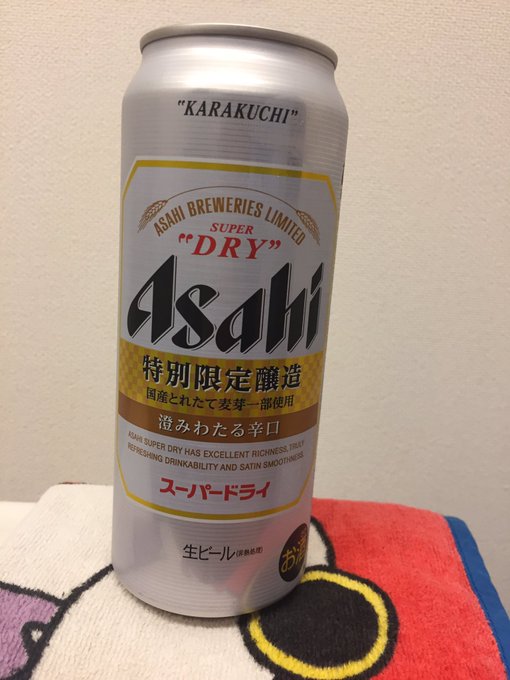 "KARAKUCHI"
ASAHI BREWERIES LIMITED
SUPER
"DRY"
Asahi
特別限定醸造
国産とれたて麦芽一部使用
澄みわたる辛口
ASAHI SUPER DRY HAS EXCELLENT RICHNESS, TRULY
REFRESHING DRINKABILITY AND SATIN SMOOTHNESS.
スーパードライ
生ビール(非熱処理)
お酒